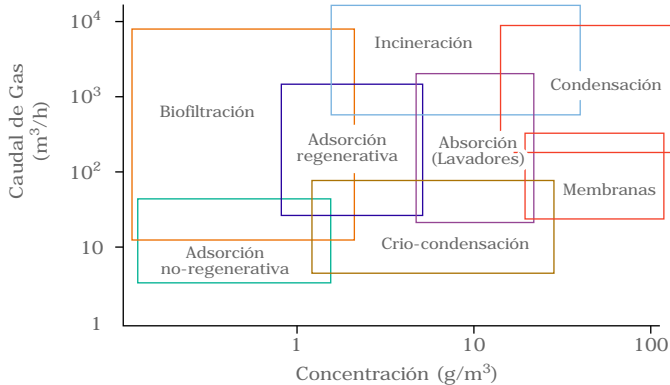 Caudal de Gas
(m³/h)
10⁴
10³
10²
10
1
Incineración
Condensación
Biofiltración
Adsorción
regenerativa
Absorción
(Lavadores)
Membranas
Crio-condensación
Adsorción
no-regenerativa
1
10
100
Concentración (g/m³)